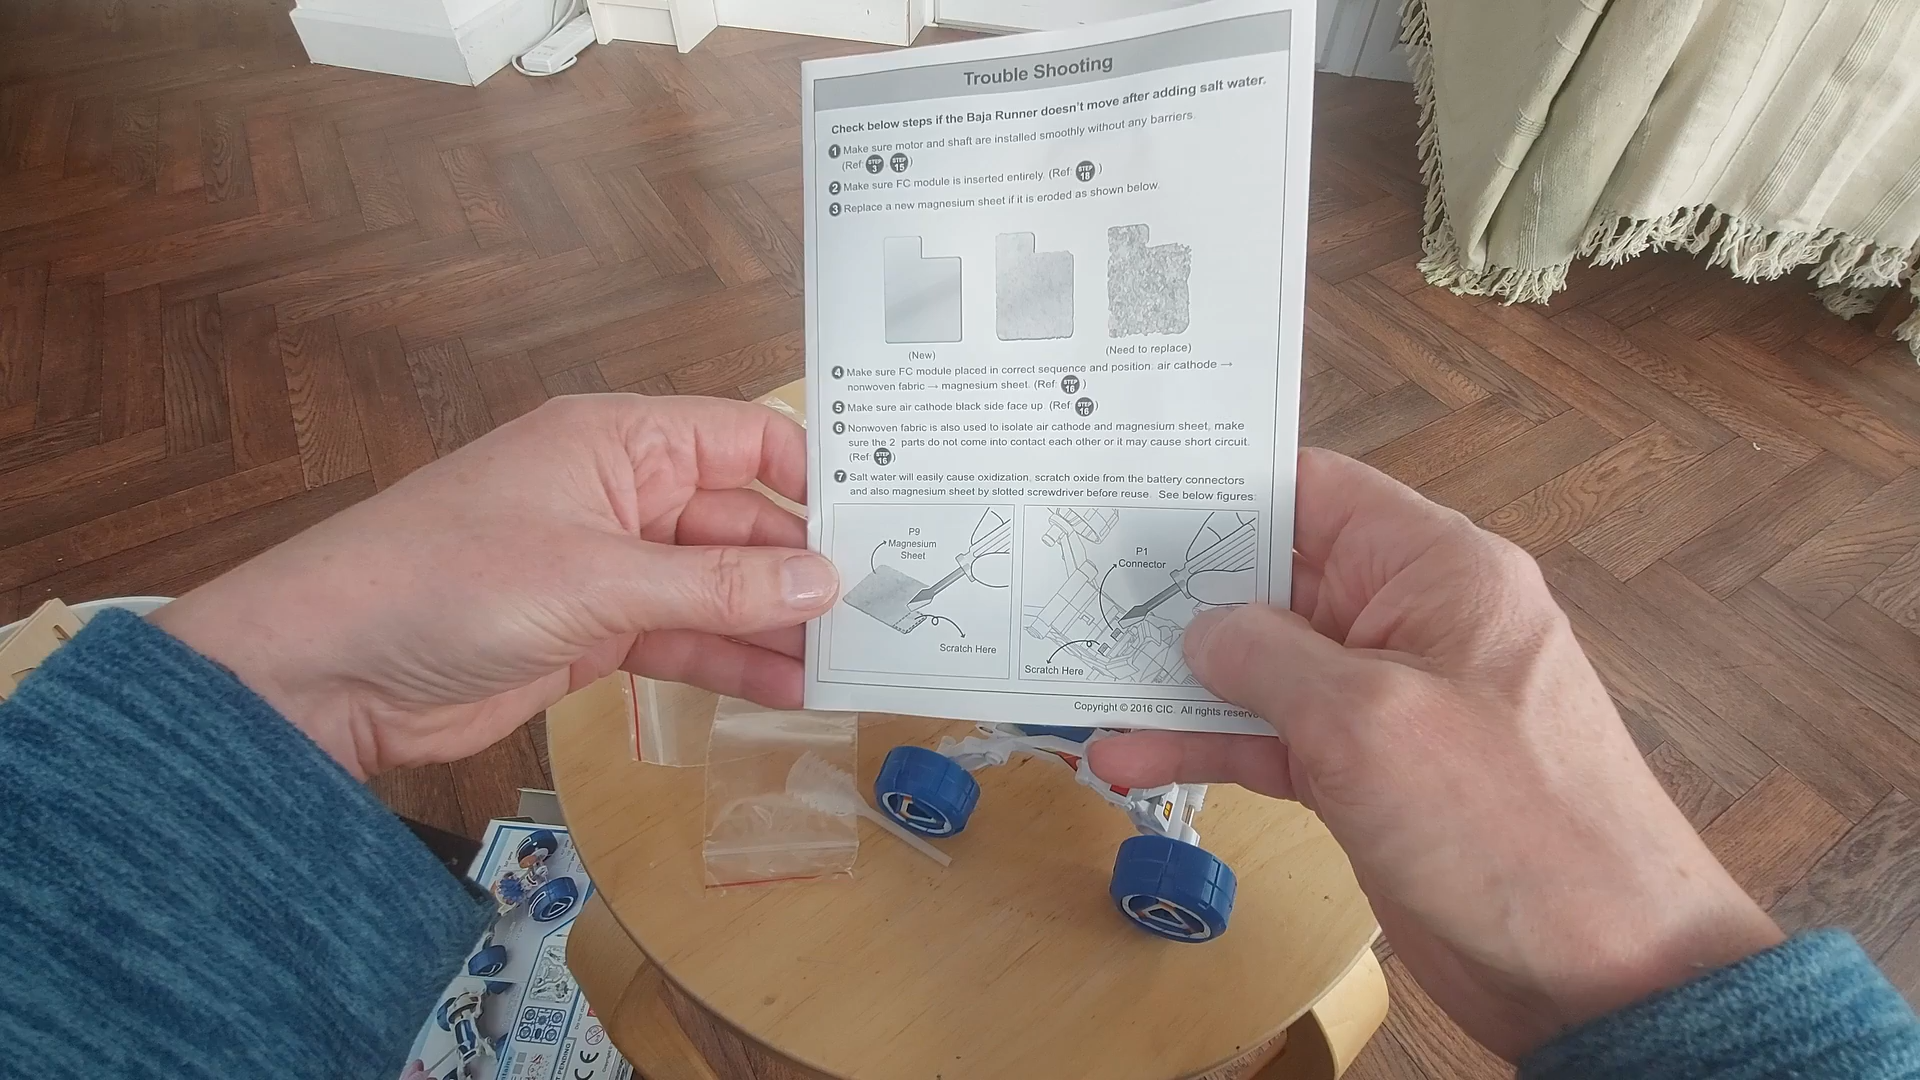 Trouble Shooting
Check below steps if the Baja Runner doesn't move after adding salt water.
1 Make sure motor and shaft are installed smoothly without any barriers.
(Ref: STEP 3 STEP 15)
2 Make sure FC module is inserted entirely. (Ref: STEP 18)
3 Replace a new magnesium sheet if it is eroded as shown below.
(New)
(Need to replace)
4 Make sure FC module placed in correct sequence and position: air cathode →
nonwoven fabric → magnesium sheet. (Ref: STEP 16)
5 Make sure air cathode black side face up. (Ref: STEP 16)
6 Nonwoven fabric is also used to isolate air cathode and magnesium sheet, make
sure the 2 parts do not come into contact each other or it may cause short circuit.
(Ref: STEP 16)
7 Salt water will easily cause oxidization, scratch oxide from the battery connectors
and also magnesium sheet by slotted screwdriver before reuse. See below figures:
P9
Magnesium
Sheet
Scratch Here
P1
Connector
Scratch Here
Copyright © 2016 CIC. All rights reserve
PENDING
CE